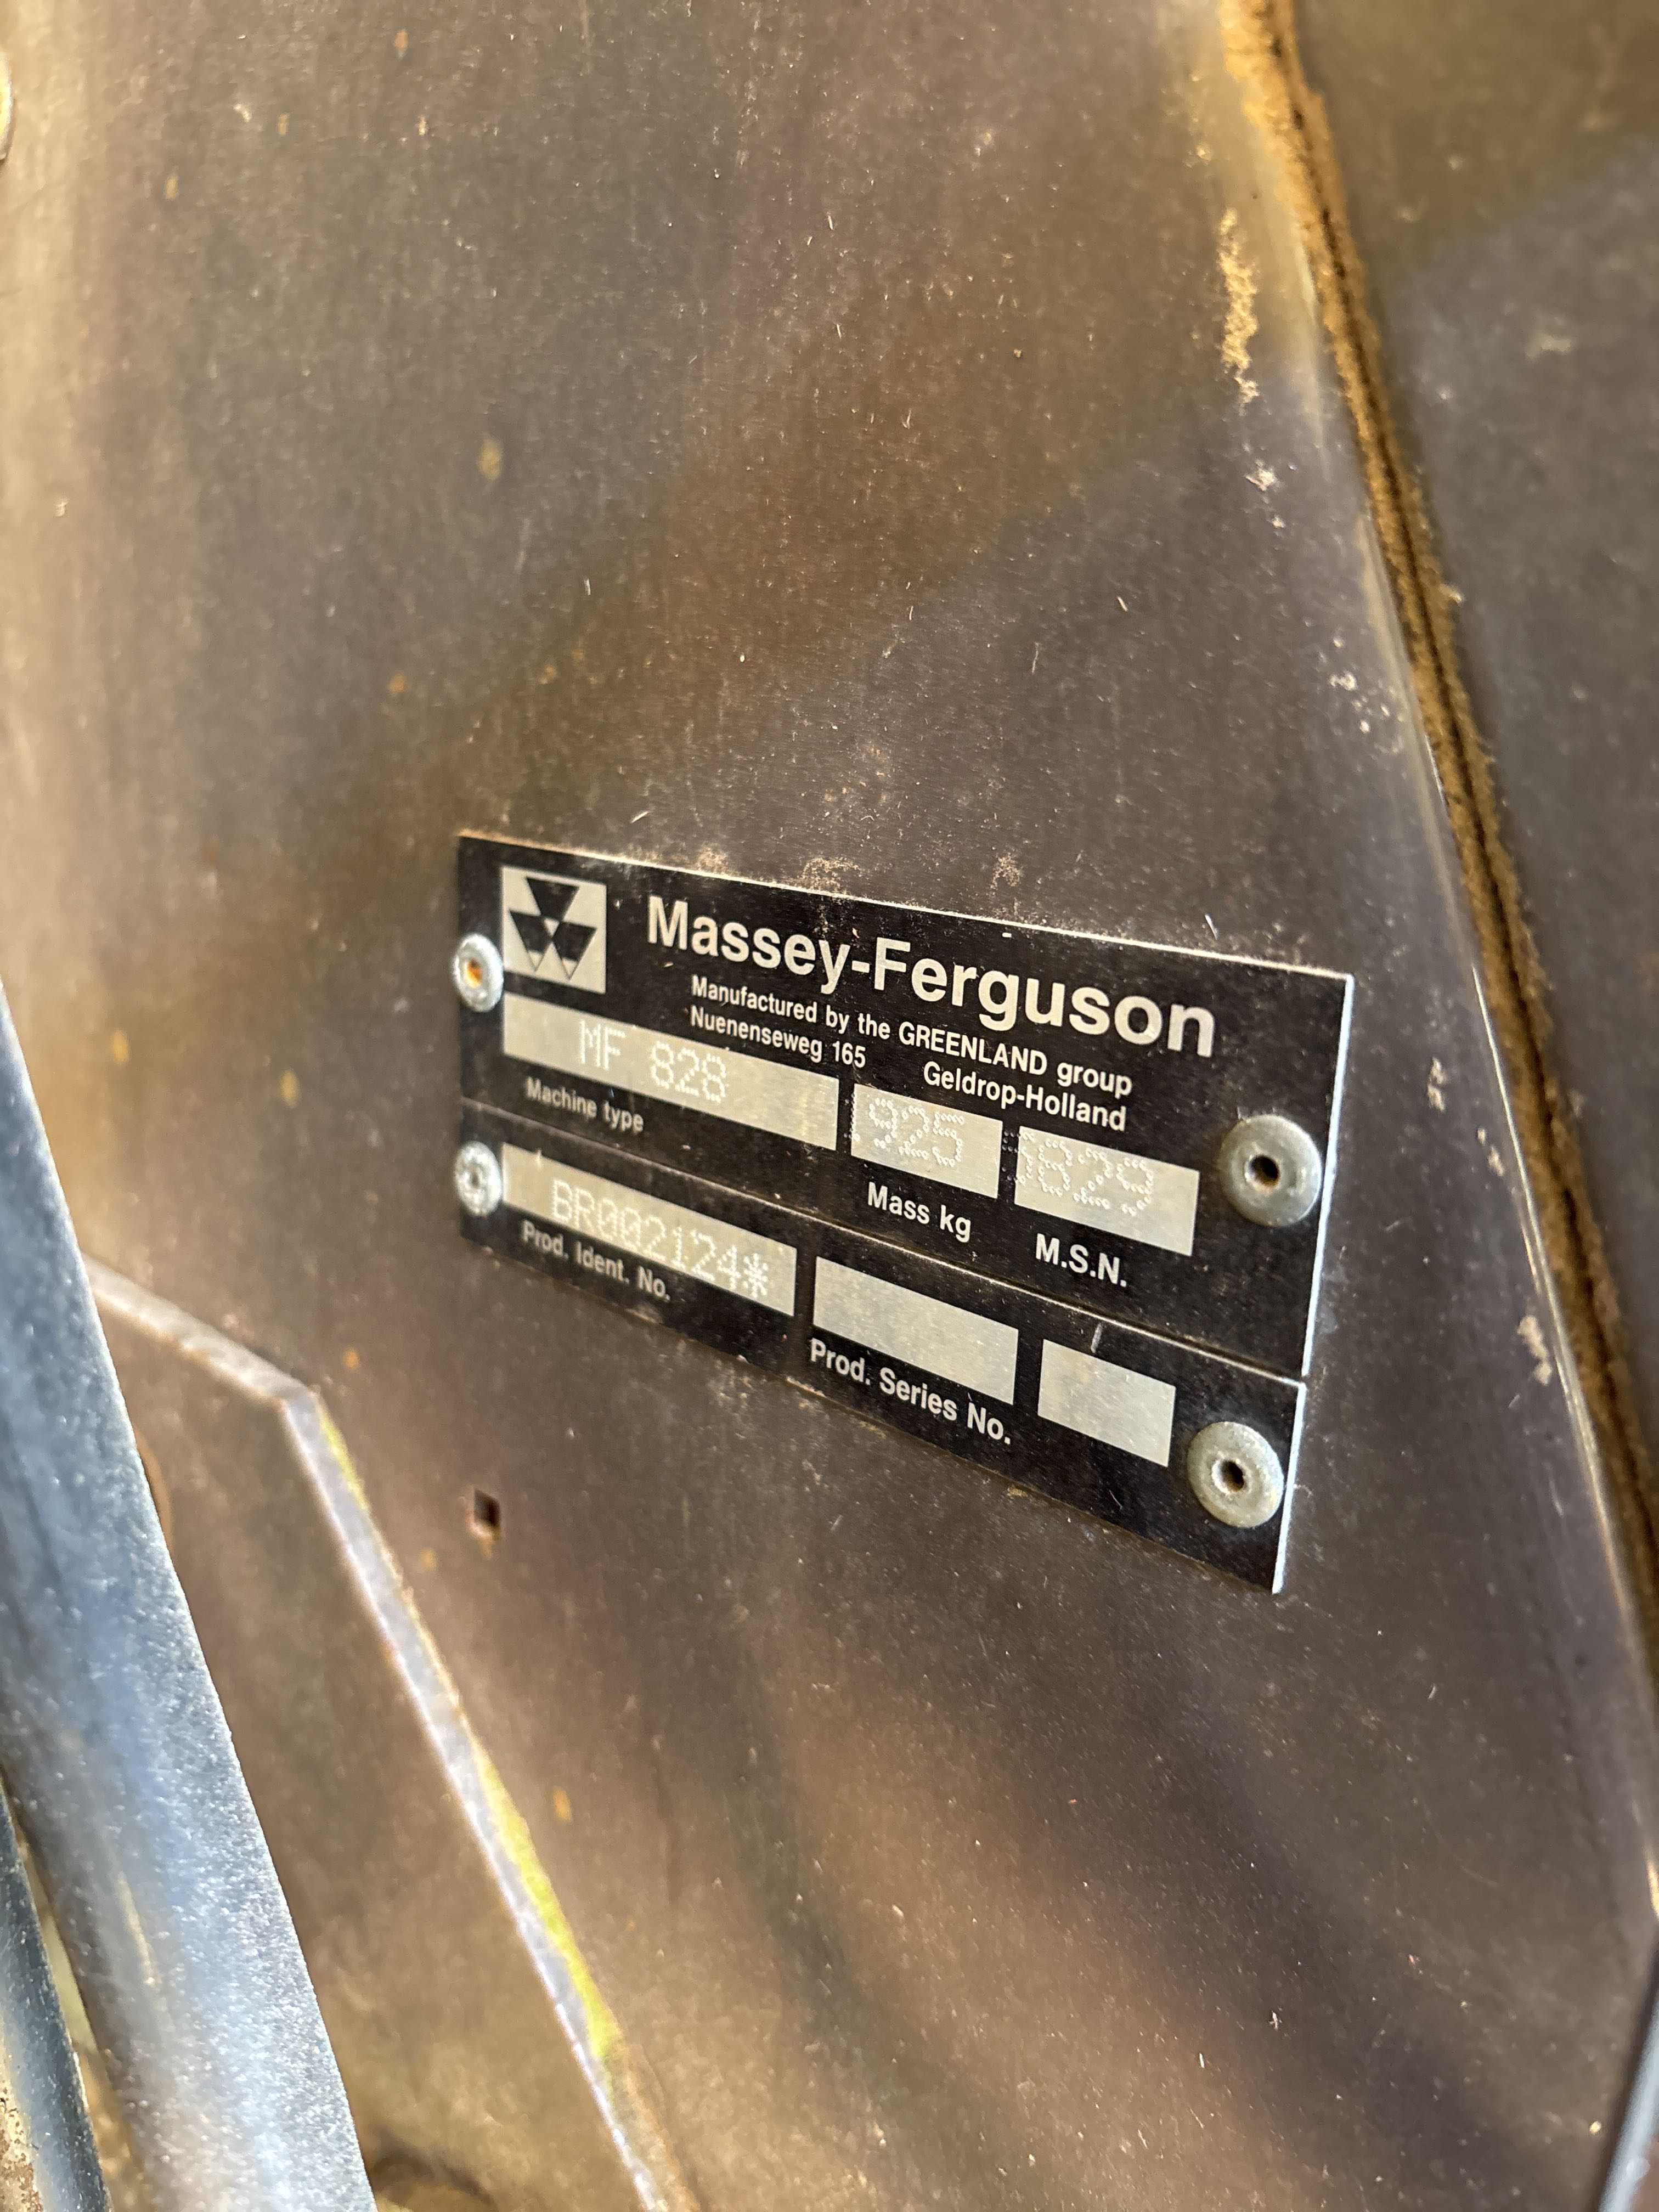 Massey-Ferguson
Manufactured by the GREENLAND group
Nuenenseweg 165 Geldrop-Holland
MF 828
Machine type
1925
Mass kg
1829
M.S.N.
BR002124*
Prod. Ident. No.
Prod. Series No.